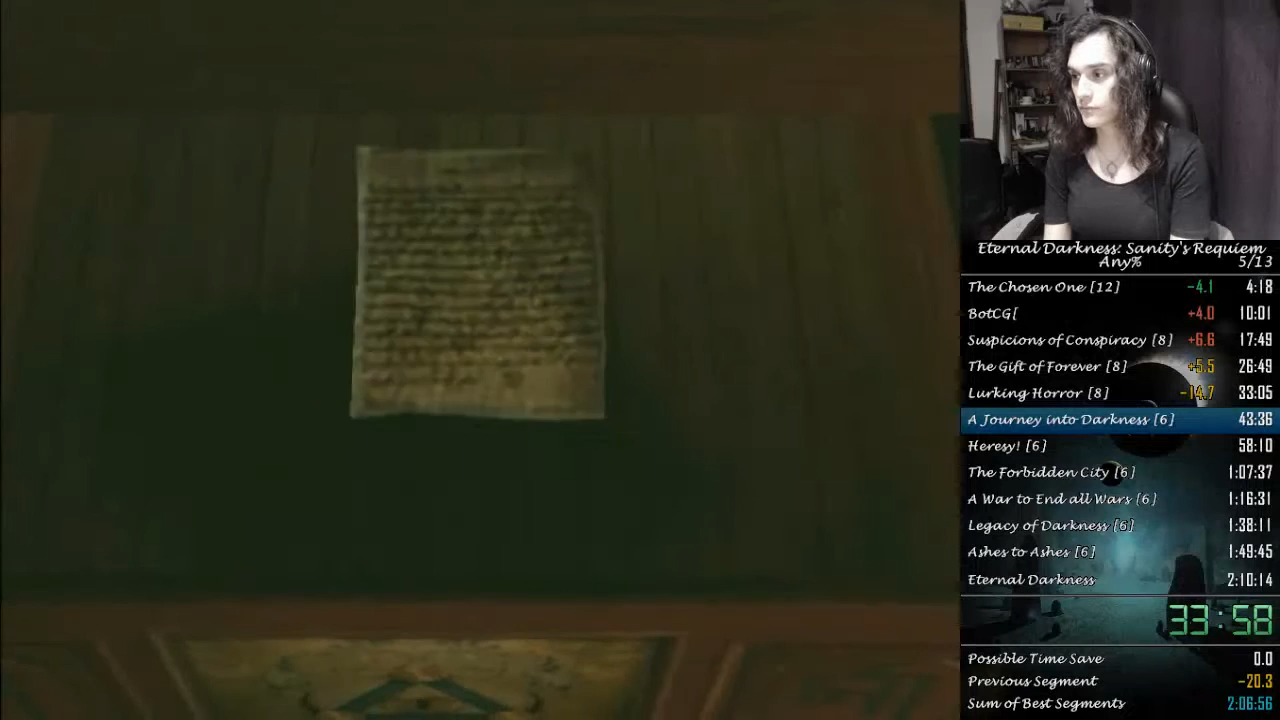 Eternal Darkness: Sanity's Requiem
Any% 5/13
The Chosen One [12] -4.1 4:18
BotCG[ +4.0 10:01
Suspicions of Conspiracy [8] +6.6 17:49
The Gift of Forever [8] +5.5 26:49
Lurking Horror [8] -14.7 33:05
A Journey into Darkness [6] 43:36
Heresy! [6] 58:10
The Forbidden City [6] 1:07:37
A War to End all Wars [6] 1:16:31
Legacy of Darkness [6] 1:38:11
Ashes to Ashes [6] 1:49:45
Eternal Darkness 2:10:14
33:58
Possible Time Save 0.0
Previous Segment -20.3
Sum of Best Segments 2:06:56